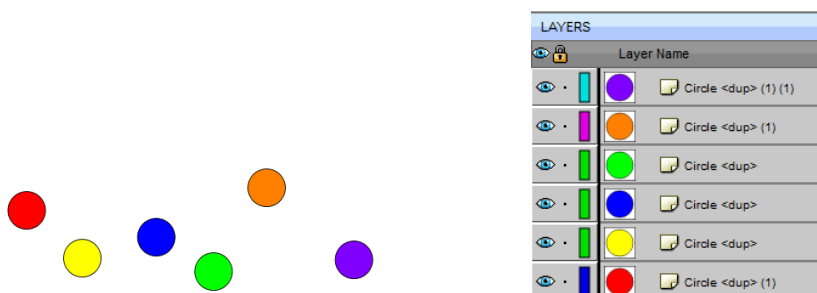 LAYERS
Layer Name
Circle <dup> (1) (1)
Circle <dup> (1)
Circle <dup>
Circle <dup>
Circle <dup>
Circle <dup> (1)